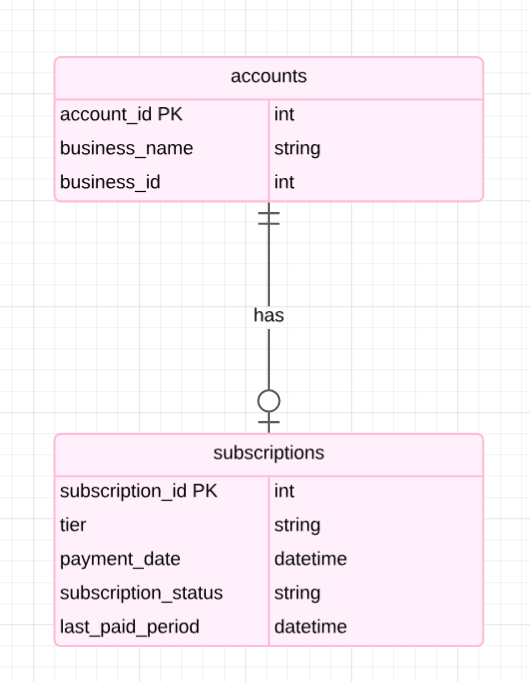 accounts
account_id PK int
business_name string
business_id int
has
subscriptions
subscription_id PK int
tier string
payment_date datetime
subscription_status string
last_paid_period datetime